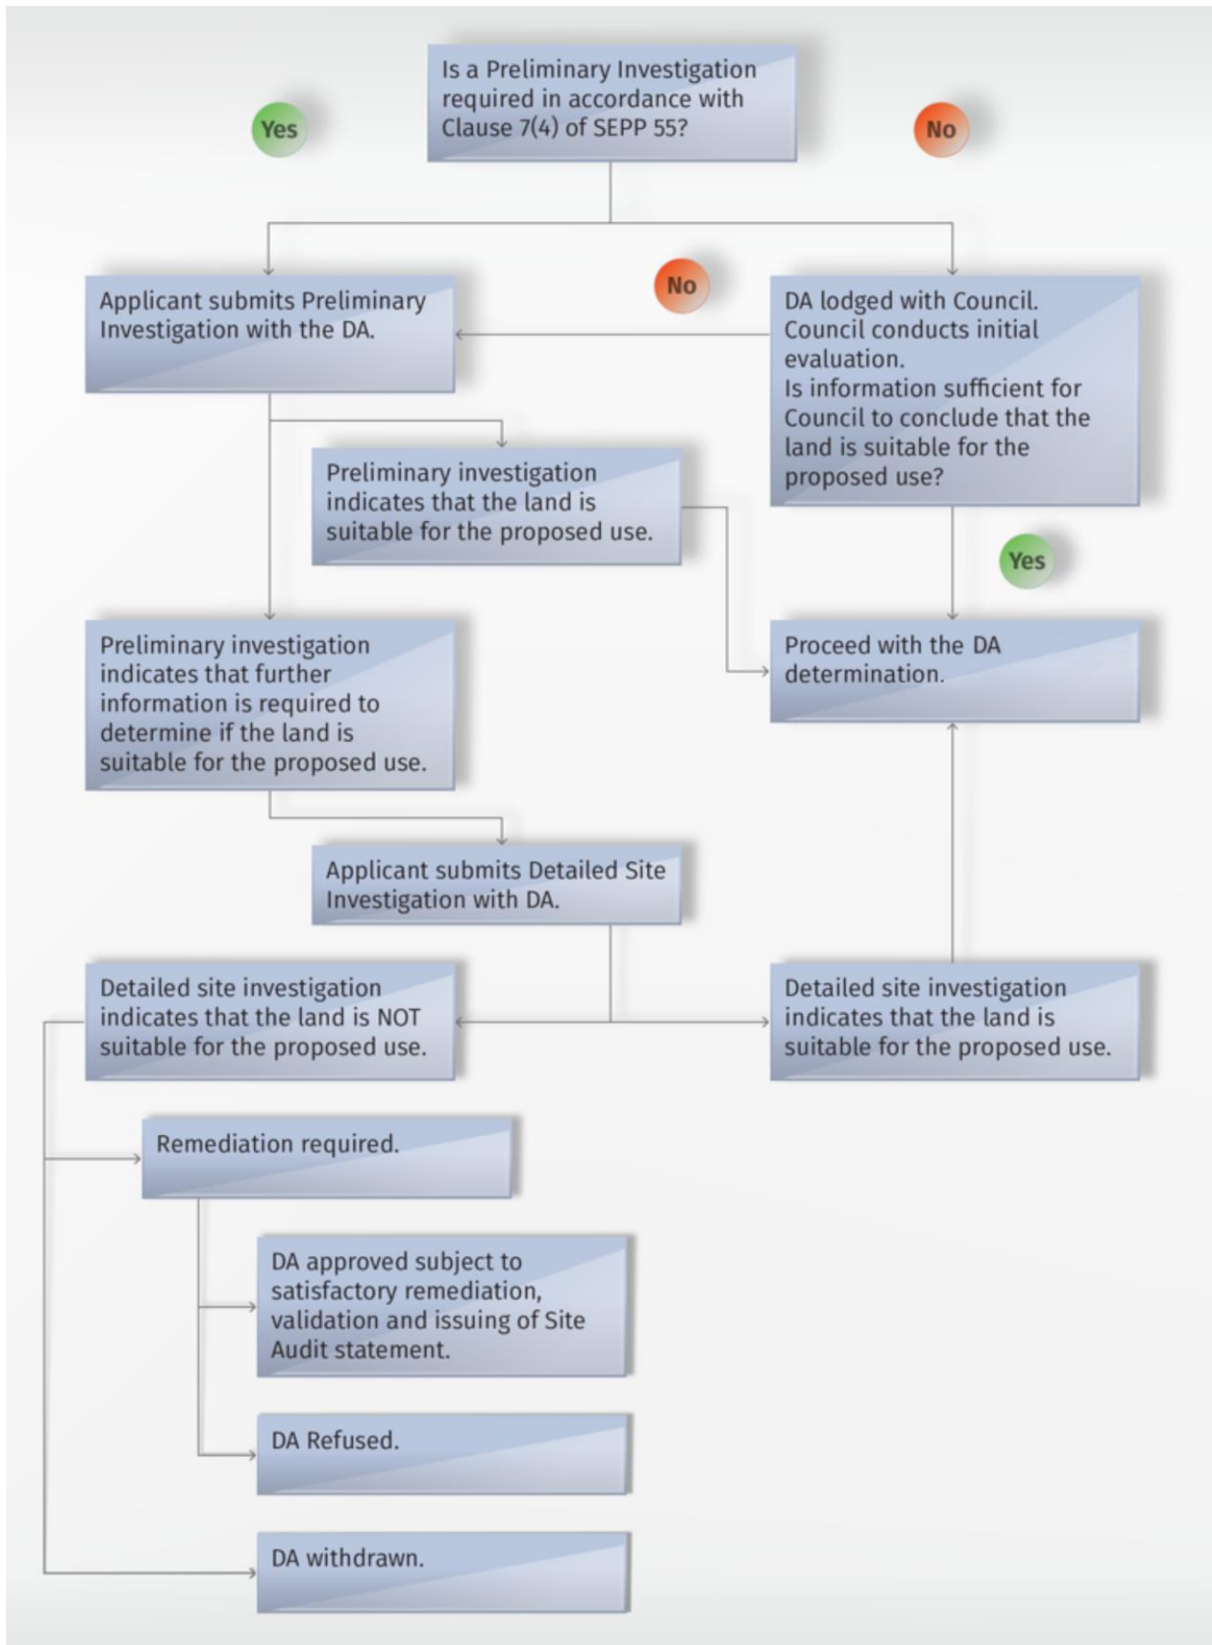 Is a Preliminary Investigation
required in accordance with
Clause 7(4) of SEPP 55?
Yes
No
Applicant submits Preliminary
Investigation with the DA.
No
DA lodged with Council.
Council conducts initial
evaluation.
Is information sufficient for
Council to conclude that the
land is suitable for the
proposed use?
Preliminary investigation
indicates that the land is
suitable for the proposed use.
Yes
Preliminary investigation
indicates that further
information is required to
determine if the land is
suitable for the proposed use.
Proceed with the DA
determination.
Applicant submits Detailed Site
Investigation with DA.
Detailed site investigation
indicates that the land is NOT
suitable for the proposed use.
Detailed site investigation
indicates that the land is
suitable for the proposed use.
Remediation required.
DA approved subject to
satisfactory remediation,
validation and issuing of Site
Audit statement.
DA Refused.
DA withdrawn.